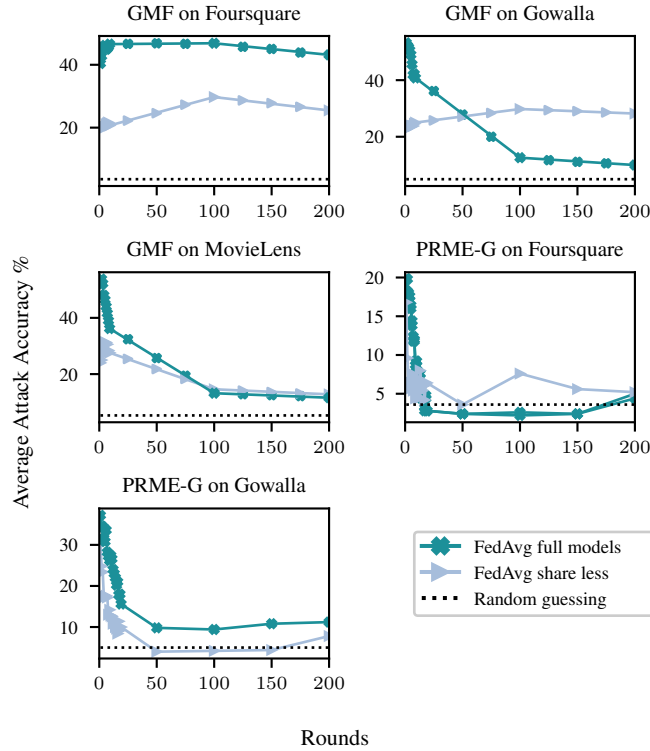 GMF on Foursquare
GMF on Gowalla
40
20
0 50 100 150 200
40
20
0 50 100 150 200
Average Attack Accuracy %
GMF on MovieLens
PRME-G on Foursquare
40
20
0 50 100 150 200
20
15
10
5
0 50 100 150 200
PRME-G on Gowalla
30
20
10
0 50 100 150 200
FedAvg full models
FedAvg share less
Random guessing
Rounds